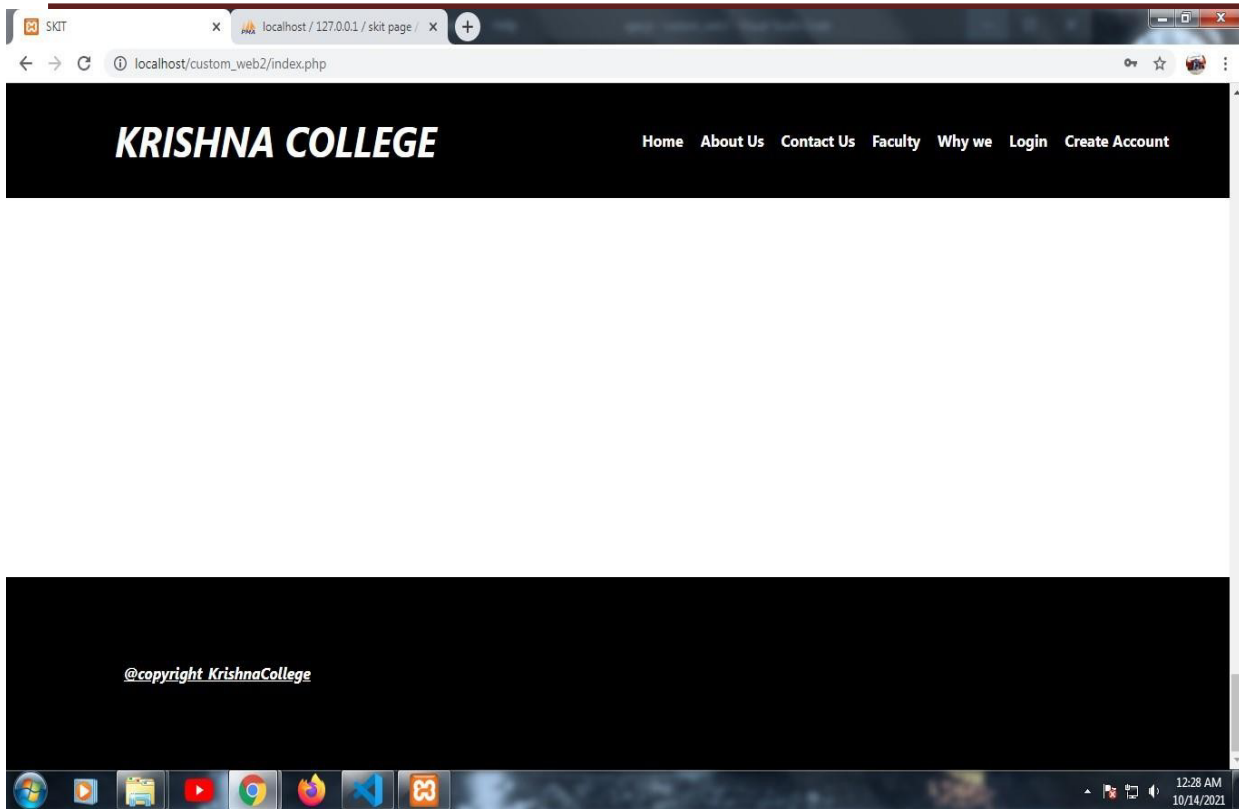 SKIT
localhost / 127.0.0.1 / skit page /
localhost/custom_web2/index.php
KRISHNA COLLEGE
Home About Us Contact Us Faculty Why we Login Create Account
@copyright KrishnaCollege
12:28 AM
10/14/2021